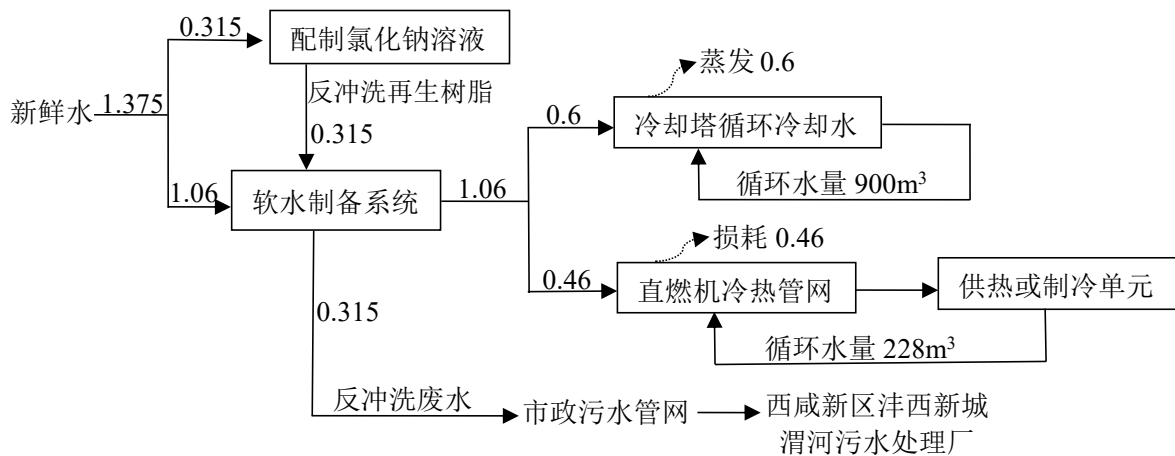 0.315
配制氯化钠溶液
蒸发 0.6
新鲜水
1.375
反冲洗再生树脂
0.315
0.6
冷却塔循环冷却水
循环水量 900m³
1.06
软水制备系统
1.06
损耗 0.46
0.46
直燃机冷热管网
供热或制冷单元
0.315
循环水量 228m³
反冲洗废水
市政污水管网
西咸新区沣西新城
渭河污水处理厂